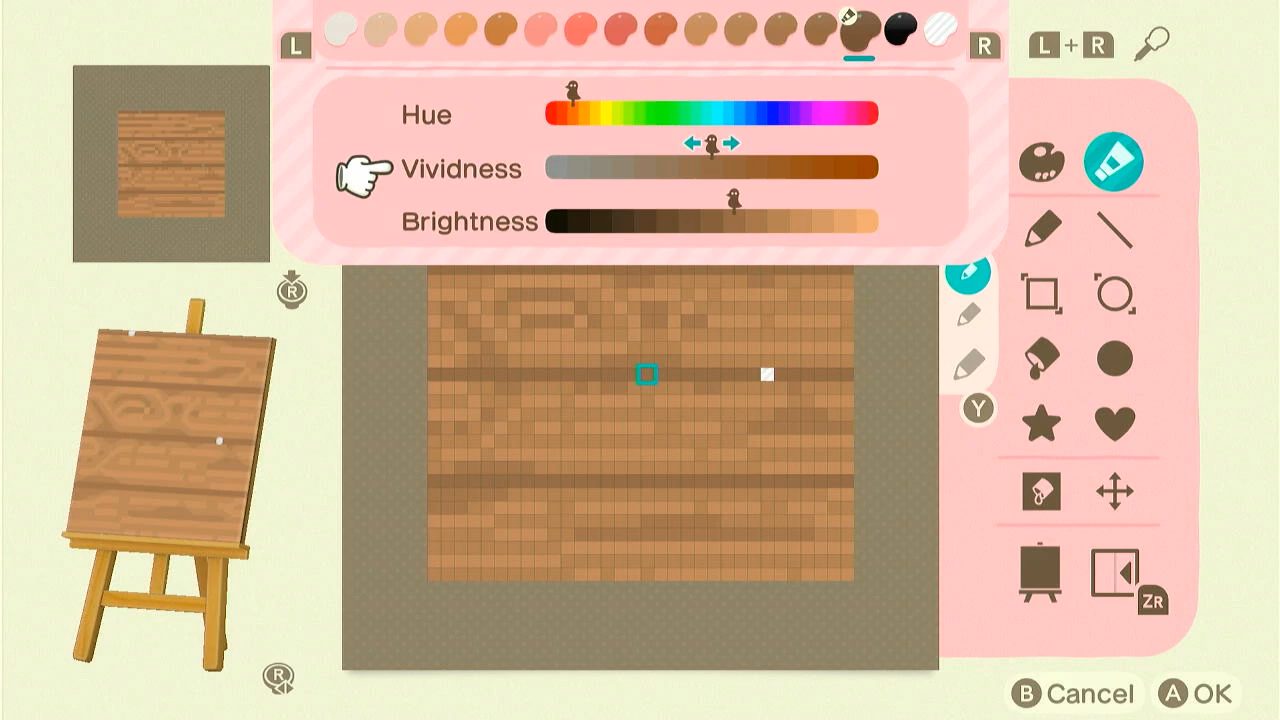 L
R
L + R
Hue
Vividness
Brightness
R
Y
ZR
R
B Cancel A OK